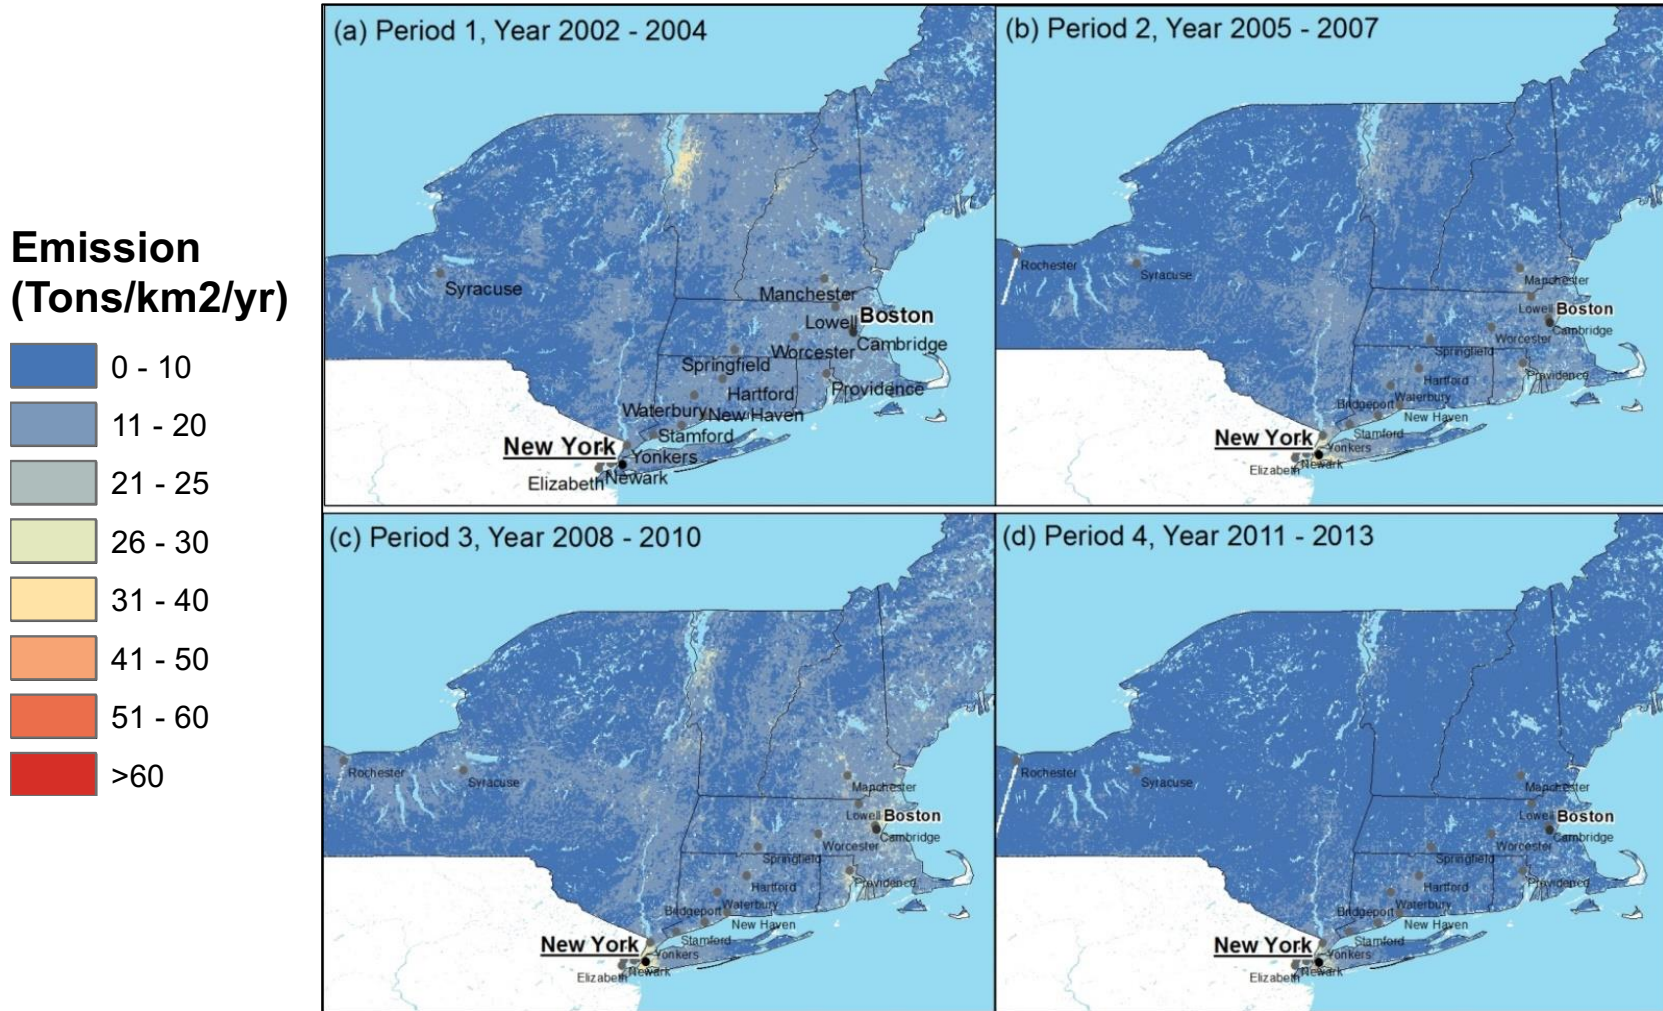 Emission
(Tons/km2/yr)
0 - 10
11 - 20
21 - 25
26 - 30
31 - 40
41 - 50
51 - 60
>60
(a) Period 1, Year 2002 - 2004
Syracuse
Manchester
Lowell
Boston
Cambridge
Worcester
Springfield
Hartford
Providence
Waterbury
New Haven
Stamford
New York
Yonkers
Newark
Elizabeth
(b) Period 2, Year 2005 - 2007
Rochester
Syracuse
Manchester
Lowell
Boston
Cambridge
Worcester
Springfield
Providence
Hartford
Waterbury
Bridgeport
New Haven
Stamford
New York
Yonkers
Newark
Elizabeth
(c) Period 3, Year 2008 - 2010
Rochester
Syracuse
Manchester
Lowell
Boston
Cambridge
Worcester
Springfield
Providence
Hartford
Waterbury
Bridgeport
New Haven
Stamford
New York
Yonkers
Newark
Elizabeth
(d) Period 4, Year 2011 - 2013
Rochester
Syracuse
Manchester
Lowell
Boston
Cambridge
Worcester
Springfield
Providence
Hartford
Waterbury
Bridgeport
New Haven
Stamford
New York
Yonkers
Newark
Elizabeth